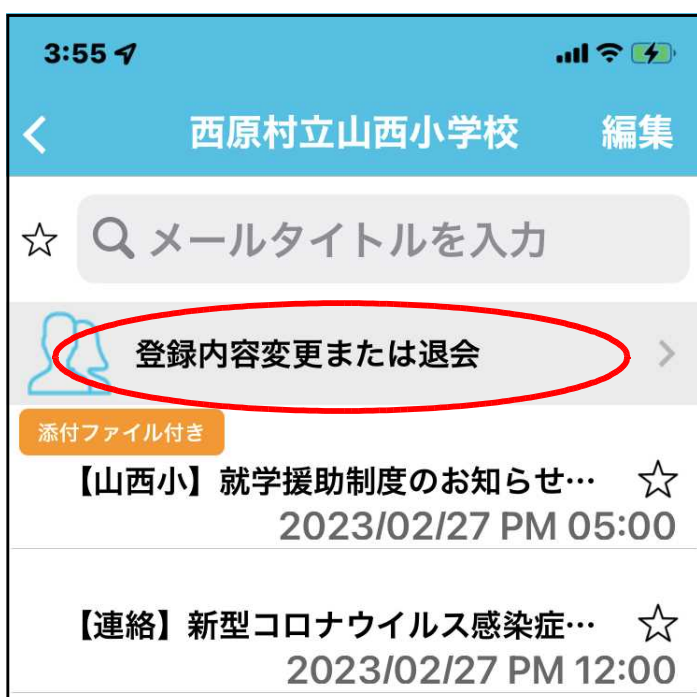 3:55
西原村立山西小学校 編集
メールタイトルを入力
登録内容変更または退会
添付ファイル付き
【山西小】就学援助制度のお知らせ…
2023/02/27 PM 05:00
【連絡】新型コロナウイルス感染症…
2023/02/27 PM 12:00